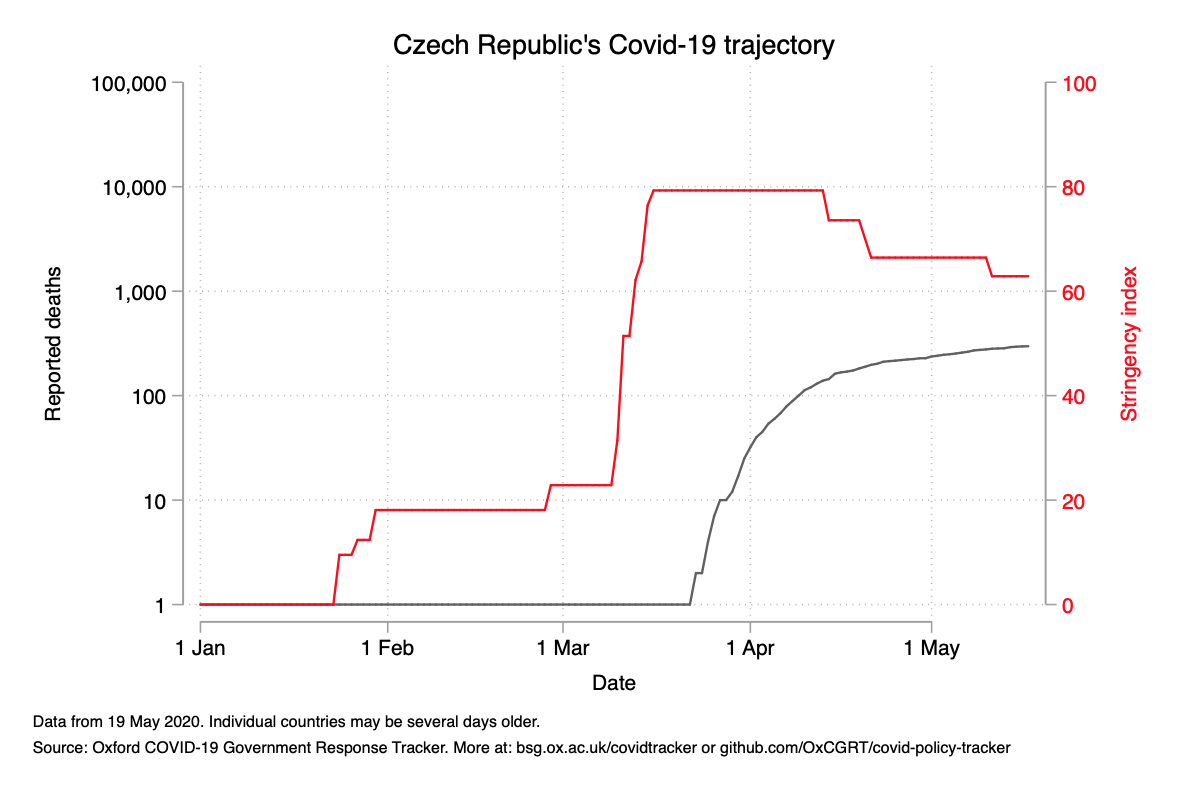 Czech Republic's Covid-19 trajectory
100,000
10,000
1,000
100
10
1
Reported deaths
100
80
60
40
20
0
Stringency index
1 Jan
1 Feb
1 Mar
1 Apr
1 May
Date
Data from 19 May 2020. Individual countries may be several days older.
Source: Oxford COVID-19 Government Response Tracker. More at: bsg.ox.ac.uk/covidtracker or github.com/OxCGRT/covid-policy-tracker